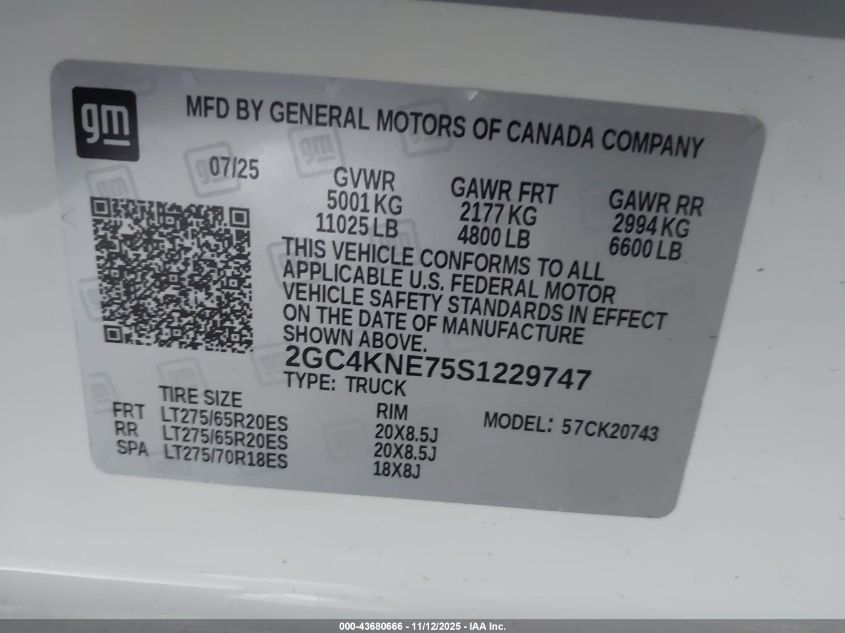 gm
MFD BY GENERAL MOTORS OF CANADA COMPANY
07/25
GVWR
5001 KG
11025 LB
GAWR FRT
2177 KG
4800 LB
GAWR RR
2994 KG
6600 LB
THIS VEHICLE CONFORMS TO ALL
APPLICABLE U.S. FEDERAL MOTOR
VEHICLE SAFETY STANDARDS IN EFFECT
ON THE DATE OF MANUFACTURE
SHOWN ABOVE.
2GC4KNE75S1229747
TYPE: TRUCK
TIRE SIZE
RIM
MODEL: 57CK20743
FRT LT275/65R20ES 20X8.5J
RR LT275/65R20ES 20X8.5J
SPA LT275/70R18ES 18X8J
000-43680666 - 11/12/2025 - IAA Inc.